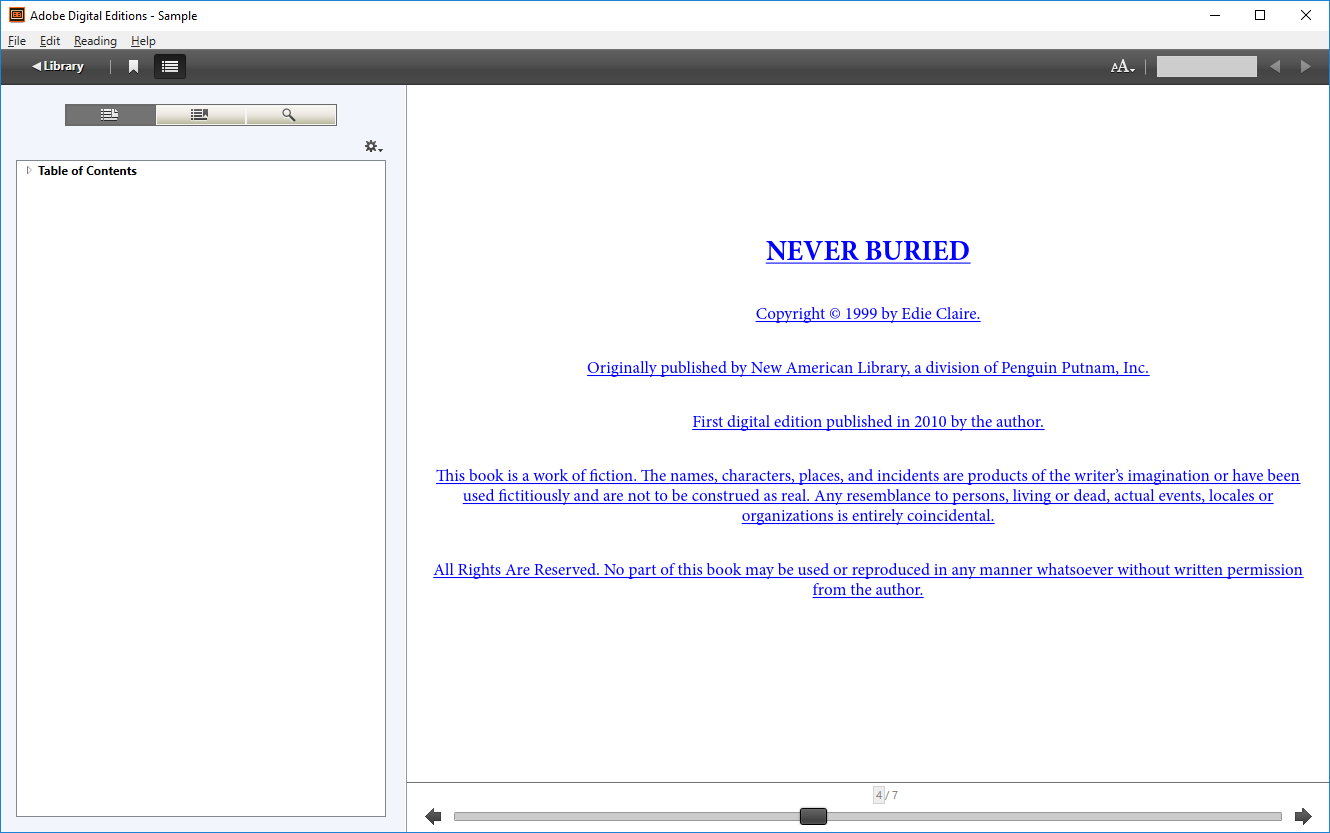 Adobe Digital Editions - Sample
File Edit Reading Help
Library
AA
Table of Contents
NEVER BURIED
Copyright © 1999 by Edie Claire.
Originally published by New American Library, a division of Penguin Putnam, Inc.
First digital edition published in 2010 by the author.
This book is a work of fiction. The names, characters, places, and incidents are products of the writer’s imagination or have been
used fictitiously and are not to be construed as real. Any resemblance to persons, living or dead, actual events, locales or
organizations is entirely coincidental.
All Rights Are Reserved. No part of this book may be used or reproduced in any manner whatsoever without written permission
from the author.
4 / 7